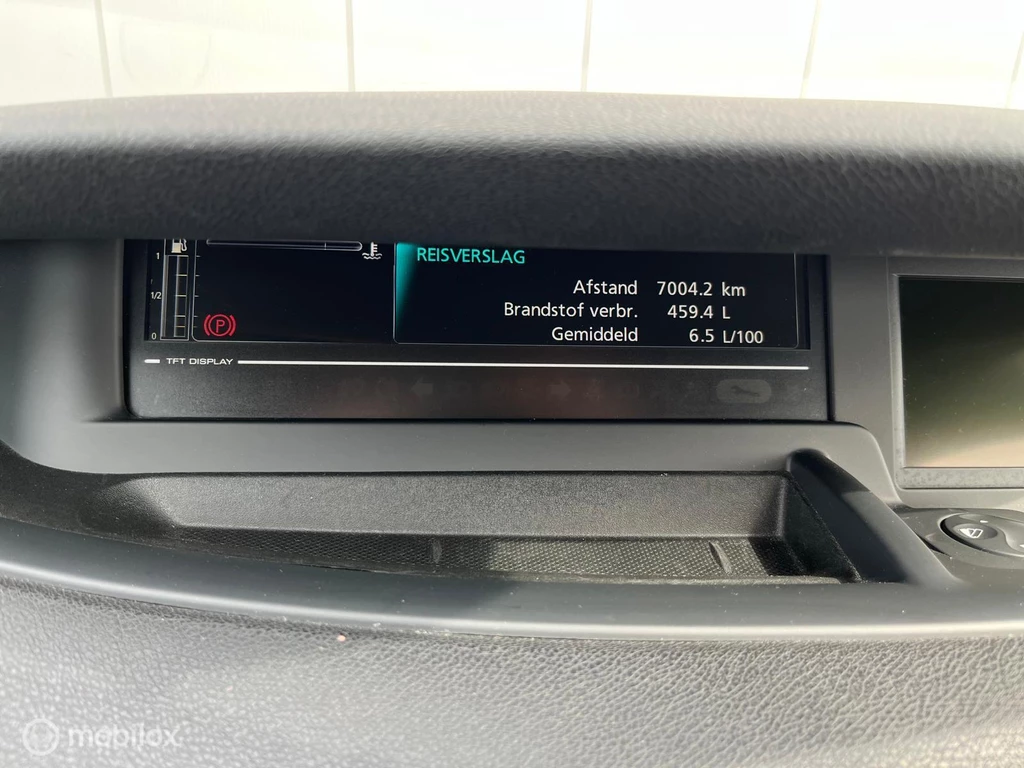 REISVERSLAG
Afstand 7004.2 km
Brandstof verbr. 459.4 L
Gemiddeld 6.5 L/100
1
1/2
0
P
TFT DISPLAY
mobilox